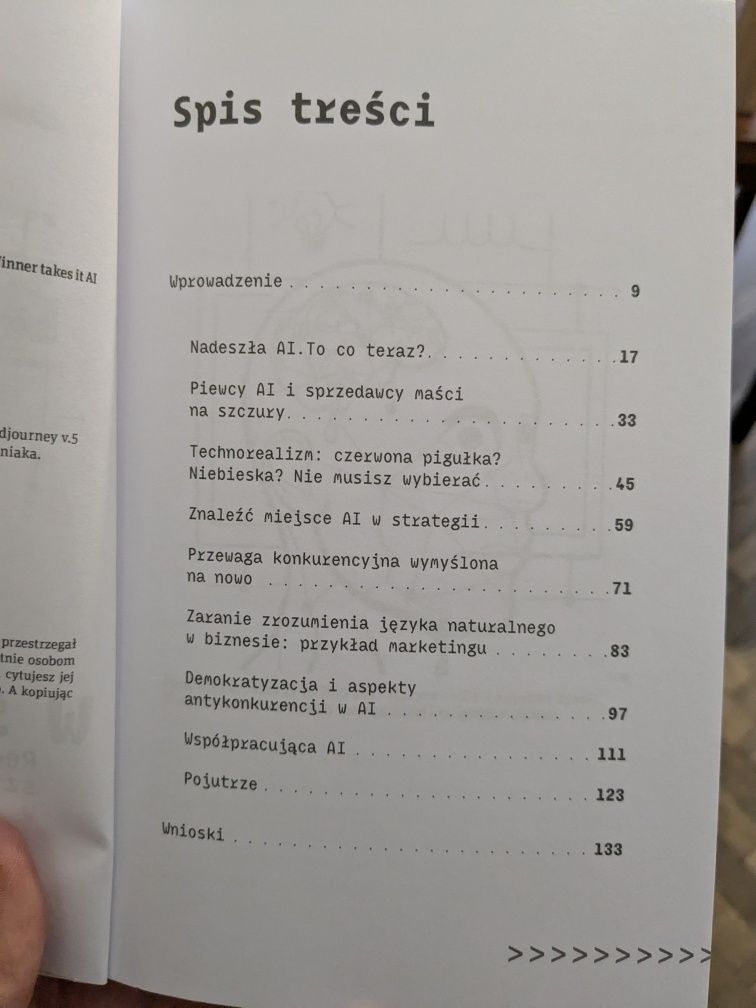 inner takes it AI
djourney v.5
niaka.
przestrzegał
tnie osobom
cytujesz jej
. A kopiując
Spis treści
Wprowadzenie . . . . . . . . . . . . . . . . . . . . . . 9
Nadeszła AI.To co teraz?. . . . . . . . . . . . .17
Piewcy AI i sprzedawcy maści
na szczury. . . . . . . . . . . . . . . . . . . . . .33
Technorealizm: czerwona pigułka?
Niebieska? Nie musisz wybierać. . . . . . . . .45
Znaleźć miejsce AI w strategii. . . . . . . . .59
Przewaga konkurencyjna wymyślona
na nowo . . . . . . . . . . . . . . . . . . . . . . .71
Zaranie zrozumienia języka naturalnego
w biznesie: przykład marketingu . . . . . . . .83
Demokratyzacja i aspekty
antykonkurencji w AI . . . . . . . . . . . . . . .97
Współpracująca AI . . . . . . . . . . . . . . . . 111
Pojutrze . . . . . . . . . . . . . . . . . . . . . . 123
Wnioski . . . . . . . . . . . . . . . . . . . . . . . . 133
>>>>>>>>>>